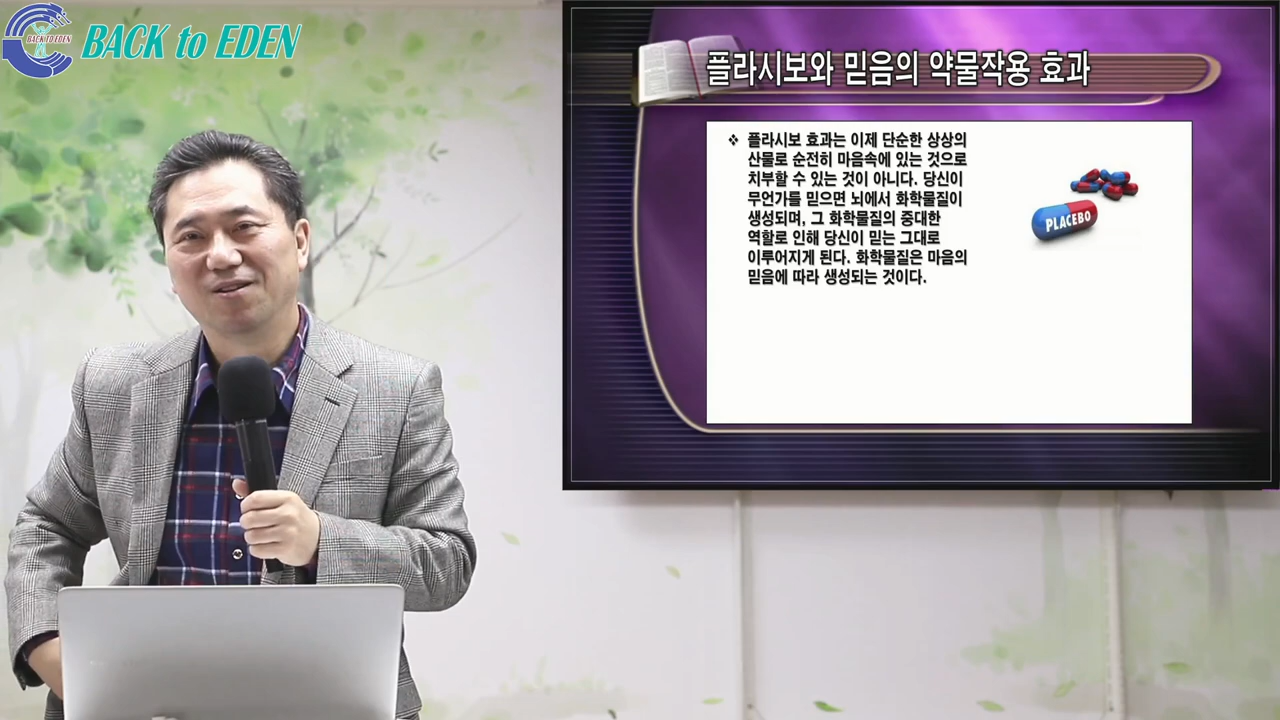 BACK TO EDEN
BACK to EDEN
플라시보와 믿음의 약물작용 효과
❖ 플라시보 효과는 이제 단순한 상상의
산물로 순전히 마음속에 있는 것으로
치부할 수 있는 것이 아니다. 당신이
무언가를 믿으면 뇌에서 화학물질이
생성되며, 그 화학물질의 중대한
역할로 인해 당신이 믿는 그대로
이루어지게 된다. 화학물질은 마음의
믿음에 따라 생성되는 것이다.
PLACEBO